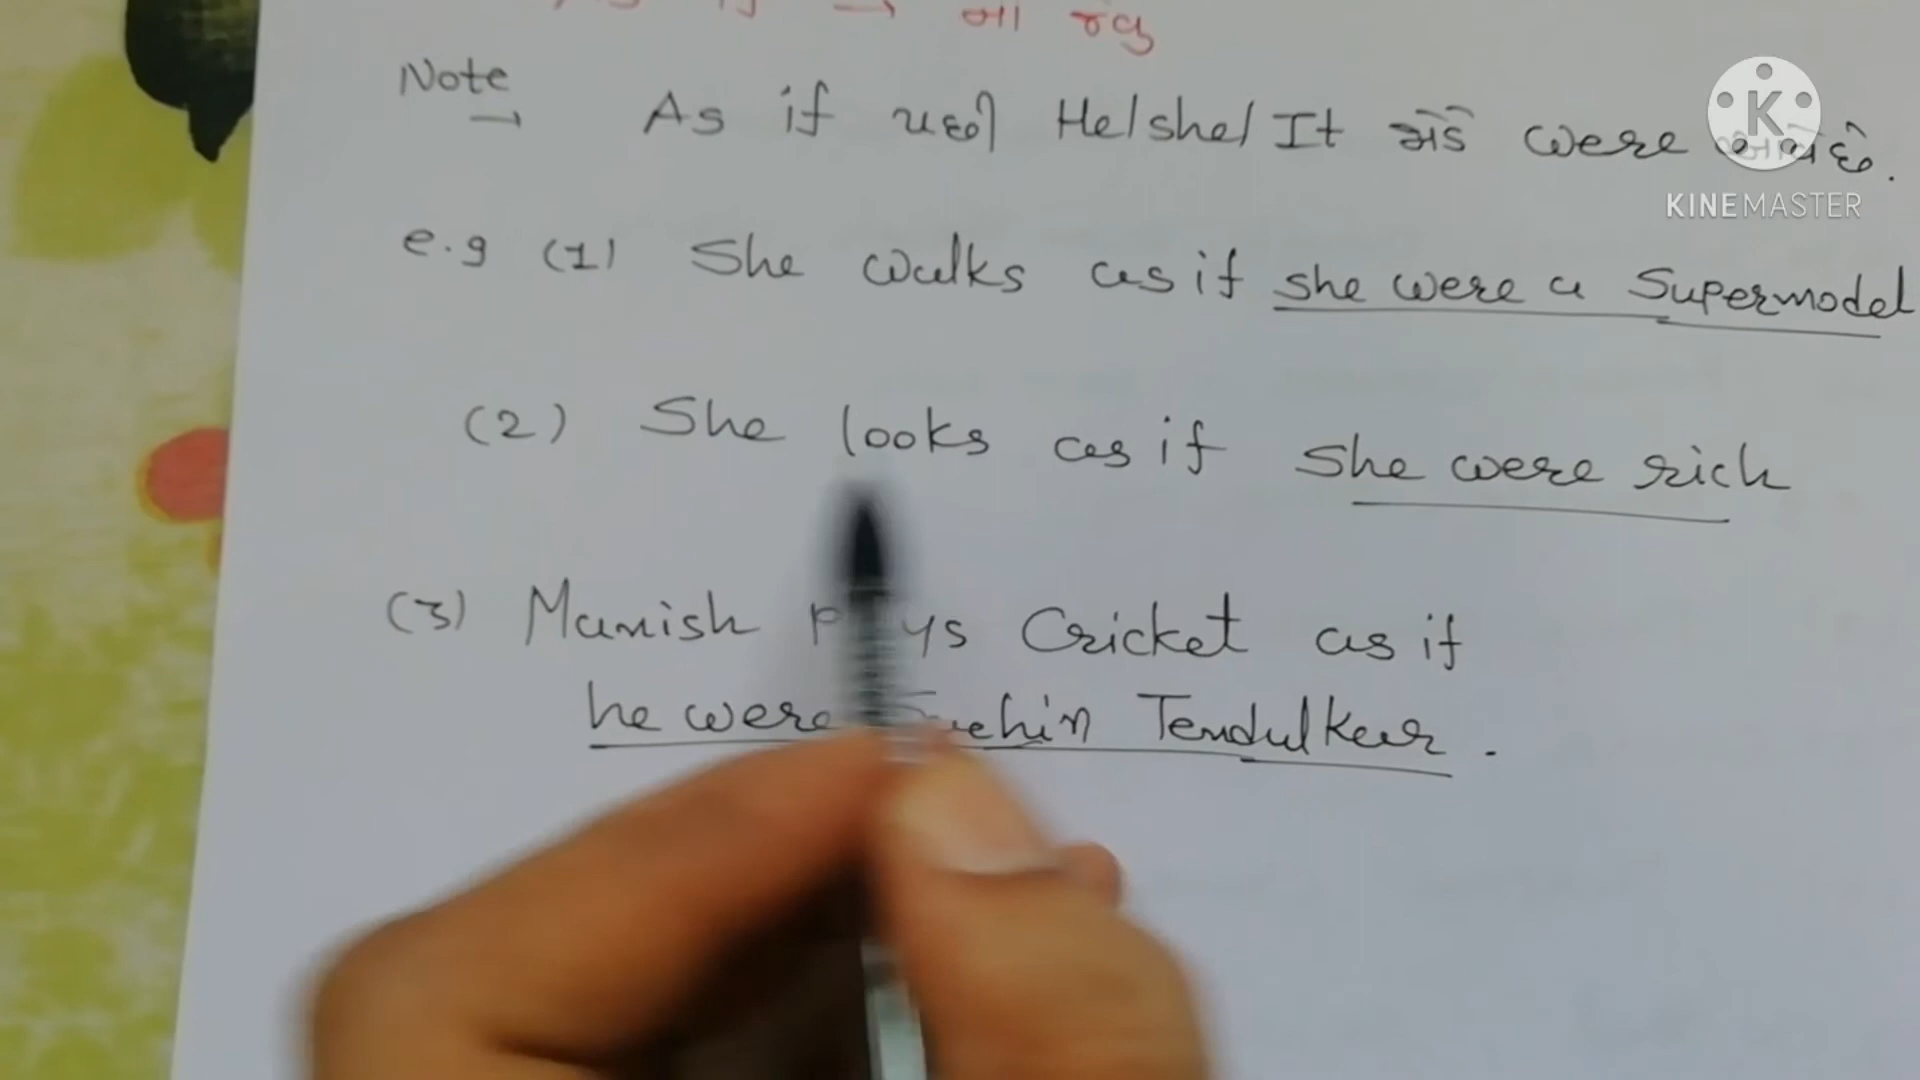 → ના રવુ
Note → As if પછી He/she/ It જોડે were આવે છે.
e.g (1) She walks as if she were a Supermodel
(2) She looks as if she were rich
(3) Manish plays Cricket as if
he were Sachin Tendulkar.
K
KINEMASTER